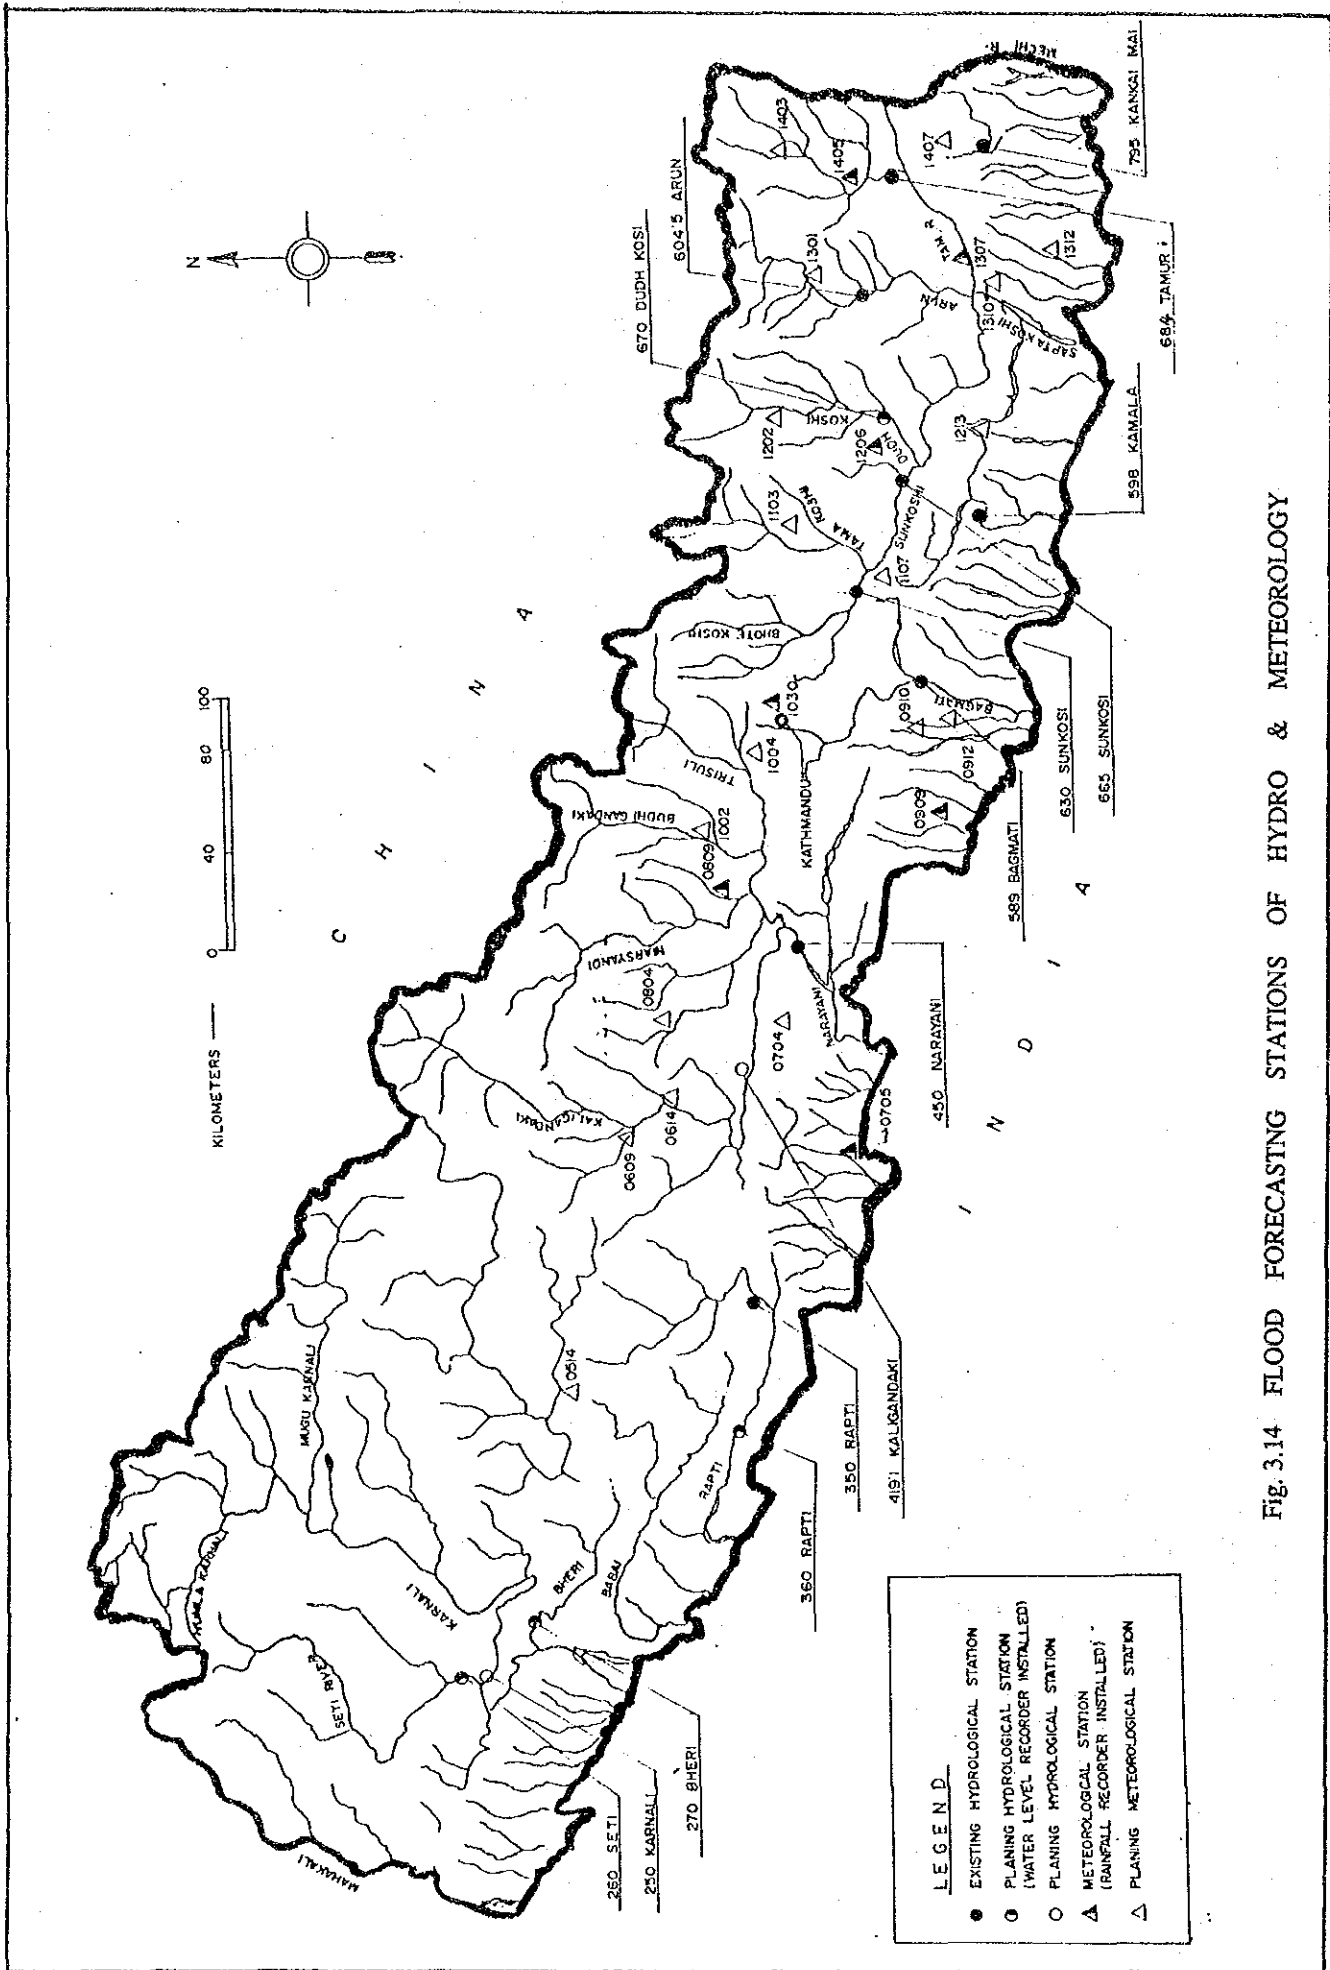 N
KILOMETERS
0 40 80 100
C H I N A
I N D I A
MAHAKALI
SETI RIVER
HUMLA KARNALI
MUGU KARNALI
KARNALI
BHERI
BABAI
RAPTI
KALIGANDAKI
MARSYANDI
BUDHI GANDAKI
TRISULI
NARAYANI
KATHMANDU
BAGMATI
BHOTE KOSHI
TAMA KOSHI
SUNKOSHI
DUDH KOSHI
ARUN
TAM. R
SAPTA KOSHI
MECHI R.
0514
0609
0614
0804
0704
0705
0809
1002
1004
1030
0909
0910
0912
1103
1107
1202
1206
1213
1301
1307
1310
1312
1403
1405
1407
260 SETI
250 KARNALI
270 BHERI
360 RAPTI
350 RAPTI
419'1 KALIGANDAKI
450 NARAYANI
589 BAGMATI
630 SUNKOSI
665 SUNKOSI
598 KAMALA
684 TAMUR
795 KANKAI MAI
670 DUDH KOSI
604'5 ARUN
LEGEND
EXISTING HYDROLOGICAL STATION
PLANING HYDROLOGICAL STATION
(WATER LEVEL RECORDER INSTALLED)
PLANING HYDROLOGICAL STATION
METEOROLOGICAL STATION
(RAINFALL RECORDER INSTALLED)
PLANING METEOROLOGICAL STATION
Fig. 3.14 FLOOD FORECASTNG STATIONS OF HYDRO & METEOROLOGY